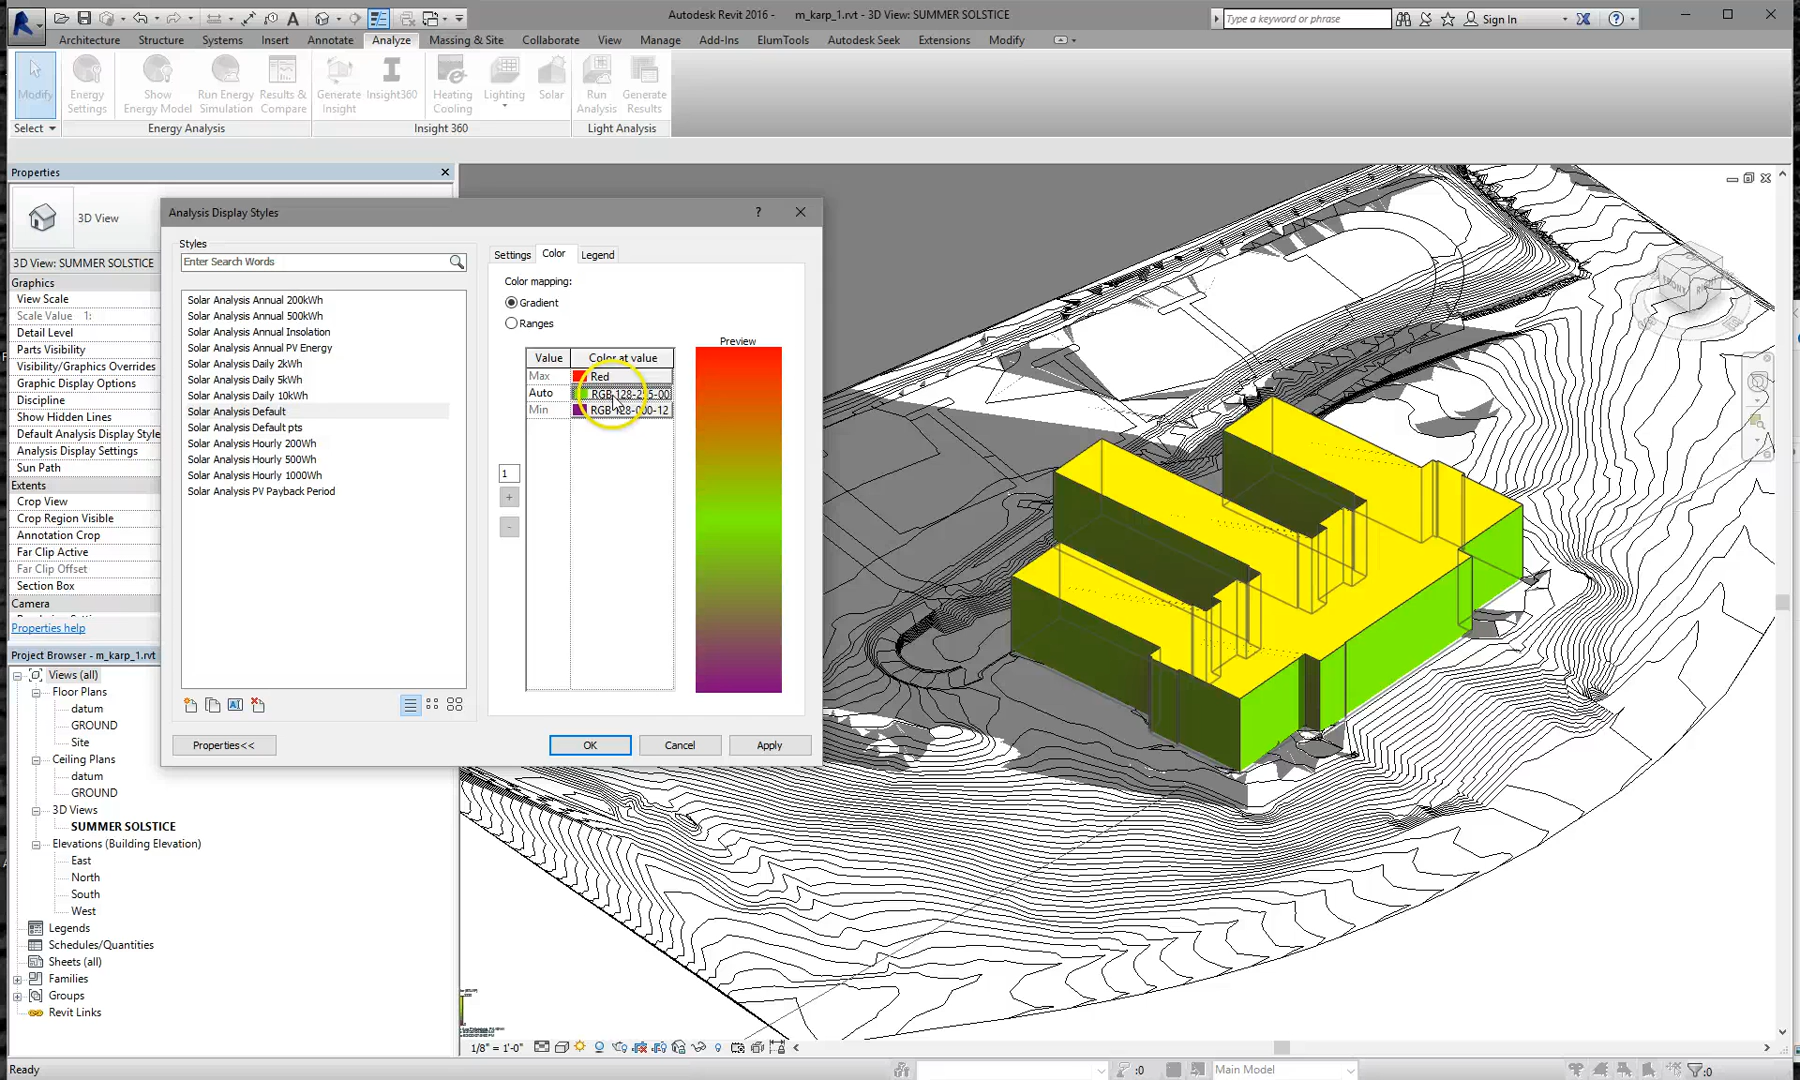 Autodesk Revit 2016 - m_karp_1.rvt - 3D View: SUMMER SOLSTICE
Type a keyword or phrase
Sign In
Architecture Structure Systems Insert Annotate Analyze Massing & Site Collaborate View Manage Add-Ins ElumTools Autodesk Seek Extensions Modify
Modify
Energy Settings
Show Energy Model
Run Energy Simulation
Results & Compare
Generate Insight
Insight360
Heating Cooling
Lighting
Solar
Run Analysis
Generate Results
Select
Energy Analysis
Insight 360
Light Analysis
Properties
3D View
3D View: SUMMER SOLSTICE
Graphics
View Scale
Scale Value 1:
Detail Level
Parts Visibility
Visibility/Graphics Overrides
Graphic Display Options
Discipline
Show Hidden Lines
Default Analysis Display Style
Analysis Display Settings
Sun Path
Extents
Crop View
Crop Region Visible
Annotation Crop
Far Clip Active
Far Clip Offset
Section Box
Camera
Properties help
Project Browser - m_karp_1.rvt
Views (all)
Floor Plans
datum
GROUND
Site
Ceiling Plans
datum
GROUND
3D Views
SUMMER SOLSTICE
Elevations (Building Elevation)
East
North
South
West
Legends
Schedules/Quantities
Sheets (all)
Families
Groups
Revit Links
Analysis Display Styles
Styles
Enter Search Words
Solar Analysis Annual 200kWh
Solar Analysis Annual 500kWh
Solar Analysis Annual Insolation
Solar Analysis Annual PV Energy
Solar Analysis Daily 2kWh
Solar Analysis Daily 5kWh
Solar Analysis Daily 10kWh
Solar Analysis Default
Solar Analysis Default pts
Solar Analysis Hourly 200Wh
Solar Analysis Hourly 500Wh
Solar Analysis Hourly 1000Wh
Solar Analysis PV Payback Period
Properties<<
Settings Color Legend
Color mapping:
Gradient
Ranges
Value Color at value
Max Red
Auto RGB 128-255-00
Min RGB 128-000-12
1
+
-
Preview
OK Cancel Apply
1/8" = 1'-0"
Ready
:0
Main Model
:0